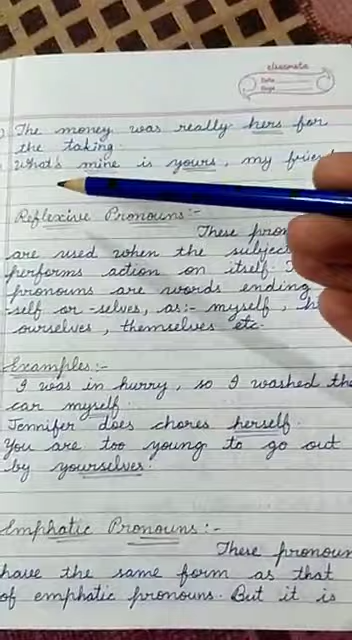 classmate
Date
Page
The money was really hers for
the taking.
What's mine is yours, my friend
Reflexive Pronouns:-
These
are used when the subject
performs action on itself.
pronouns are words ending
-self or -selves, as:- myself,
ourselves, themselves etc.
Examples:-
I was in hurry, so I washed the
car myself.
Jennifer does chores herself.
You are too young to go out
by yourselves.
Emphatic Pronouns:-
These pronoun
have the same form as that
of emphatic pronouns. But it is